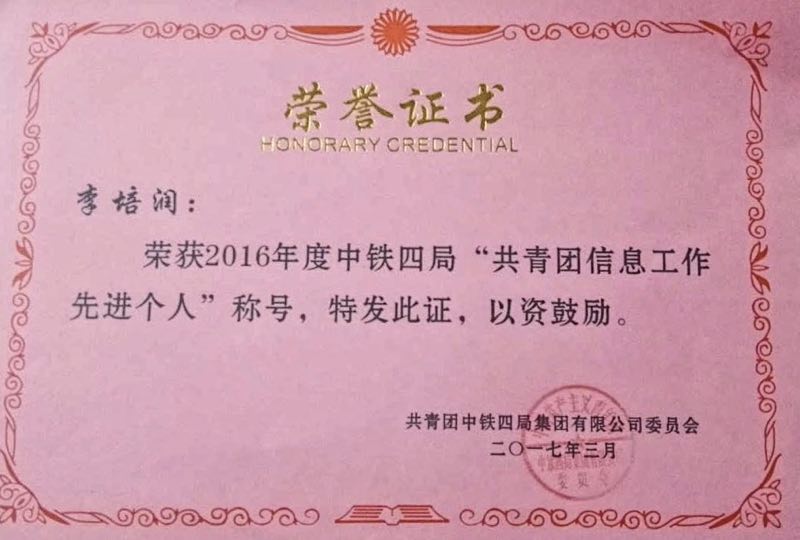 荣誉证书
HONORARY CREDENTIAL
李培润：
荣获2016年度中铁四局“共青团信息工作
先进个人”称号，特发此证，以资鼓励。
共青团中铁四局集团有限公司委员会
二〇一七年三月
委员会